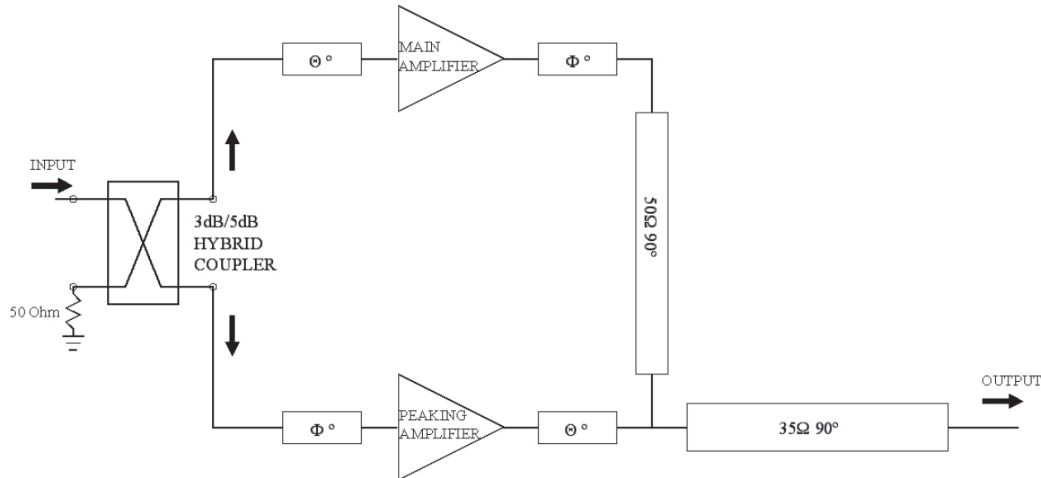 Θ °
MAIN
AMPLIFIER
Φ °
INPUT
3dB/5dB
HYBRID
COUPLER
50Ω 90°
50 Ohm
Φ °
PEAKING
AMPLIFIER
Θ °
35Ω 90°
OUTPUT